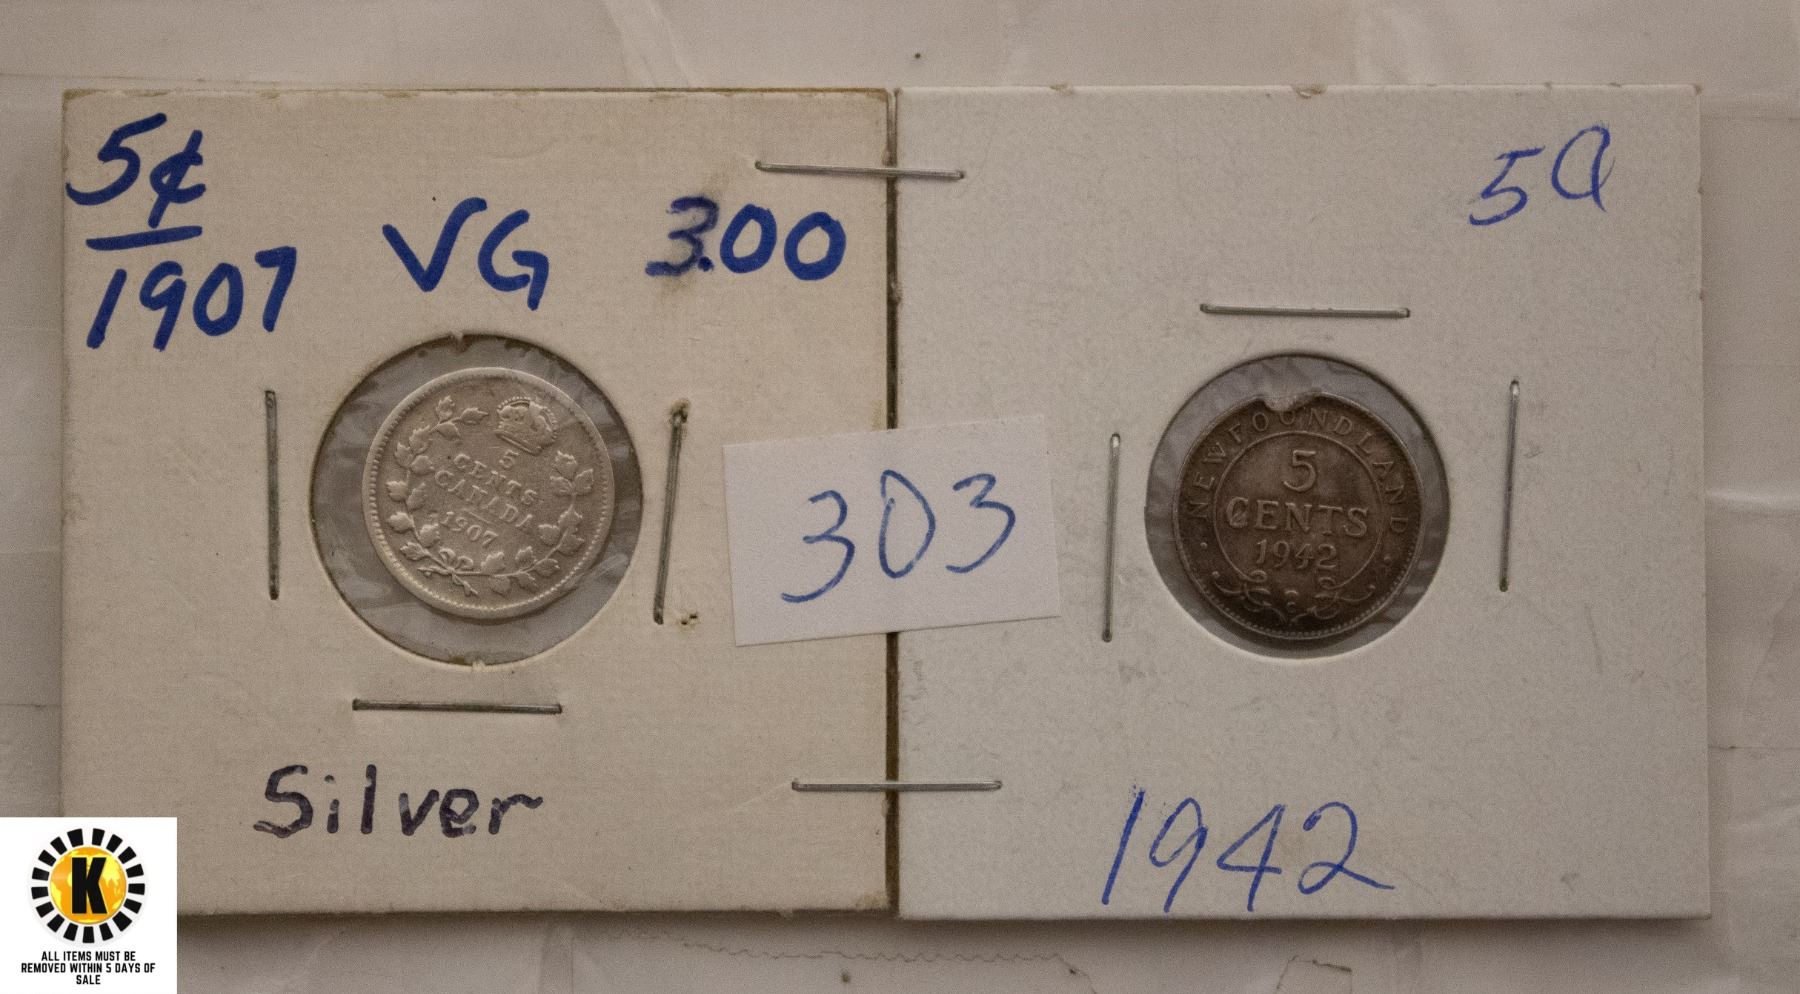 5¢
1907
VG
3.00
5
CENTS
CANADA
1907
Silver
303
5¢
NEWFOUNDLAND
5
CENTS
1942
1942
K
ALL ITEMS MUST BE
REMOVED WITHIN 5 DAYS OF
SALE